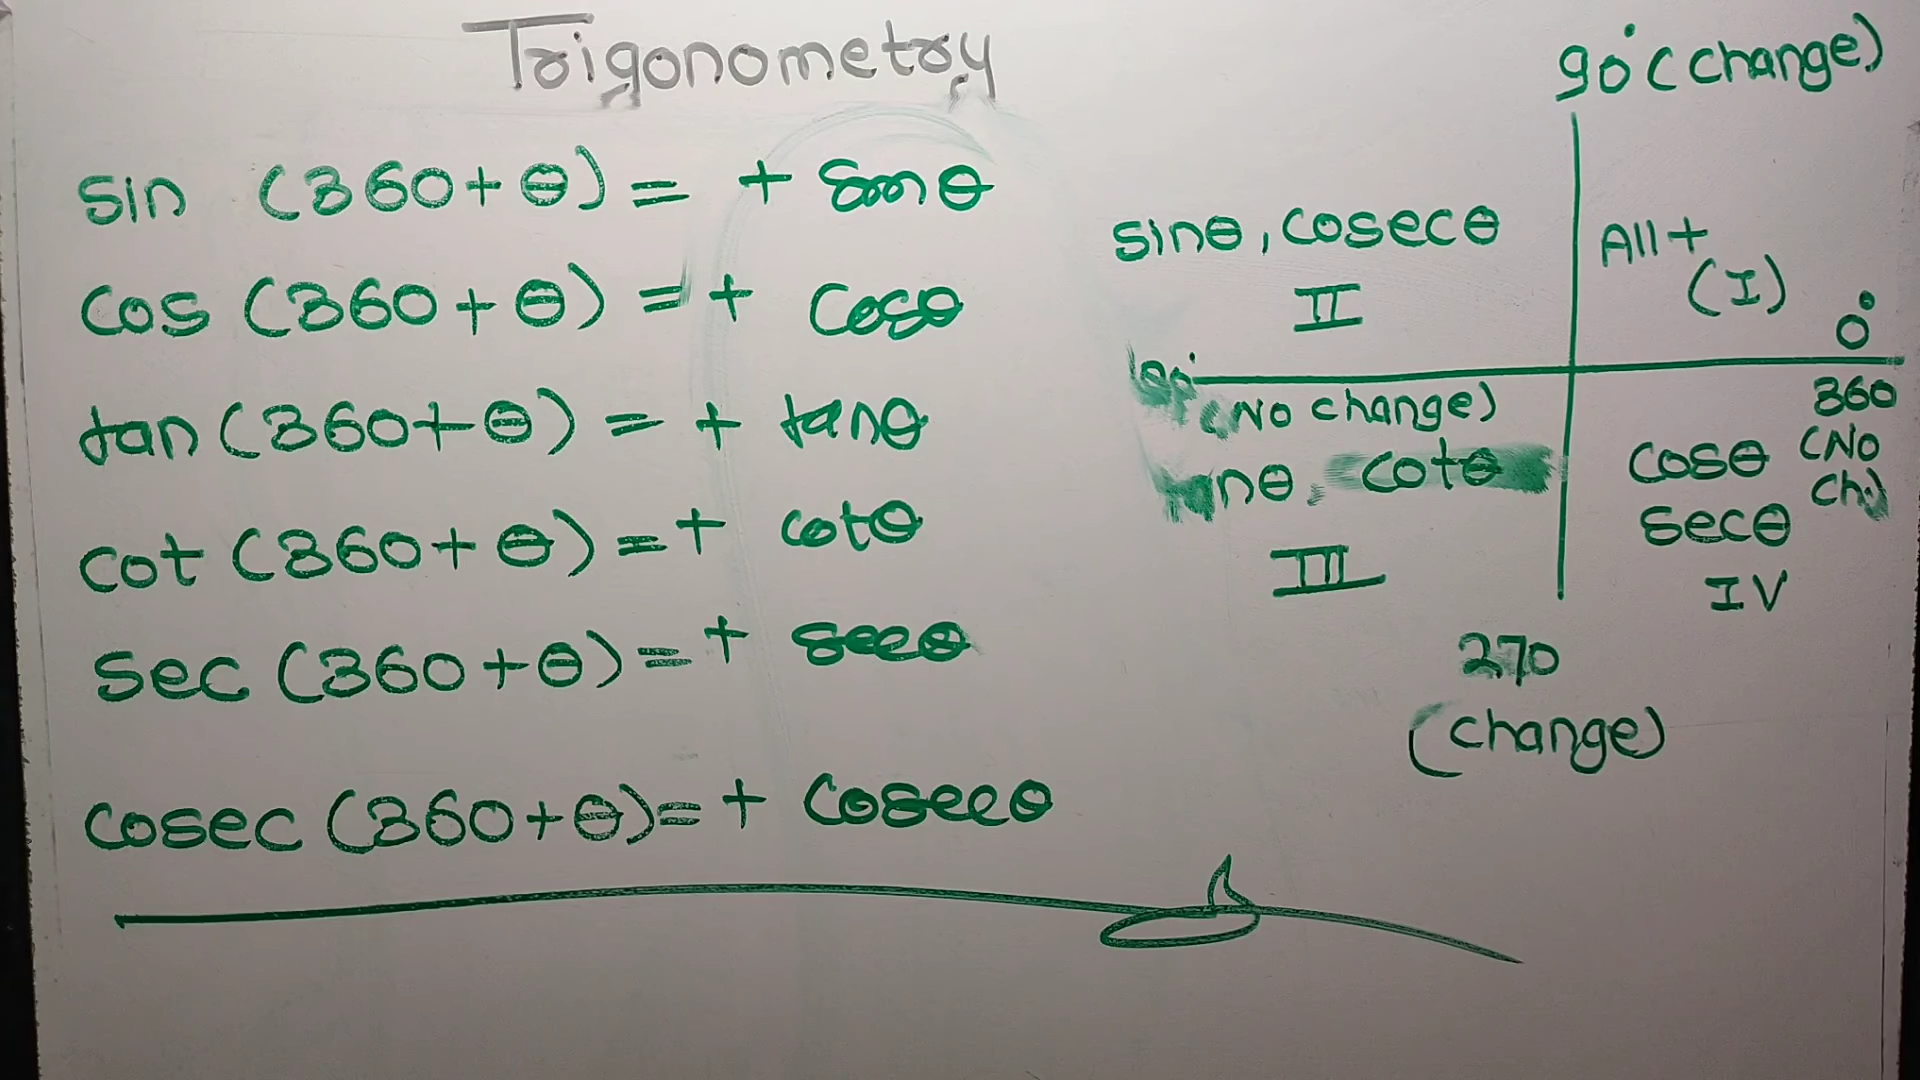 Trigonometry
sin (360+θ) = + sinθ
cos (360+θ) = + cosθ
tan (360+θ) = + tanθ
cot (360+θ) = + cotθ
sec (360+θ) = + secθ
cosec (360+θ) = + cosecθ
90° (change)
sinθ, cosecθ
II
All +
(I)
0°
(No change)
cotθ
III
360
(No
ch.)
cosθ
secθ
IV
270
(change)